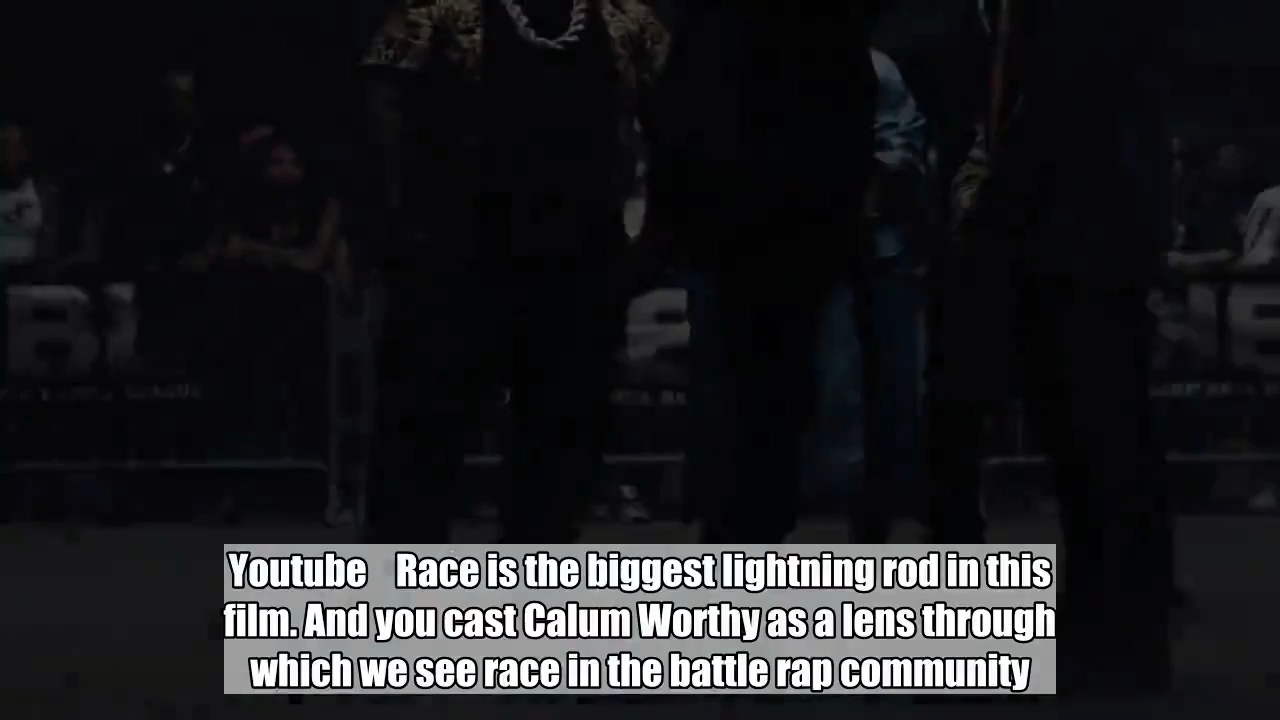 BI
Youtube Race is the biggest lightning rod in this
film. And you cast Calum Worthy as a lens through
which we see race in the battle rap community